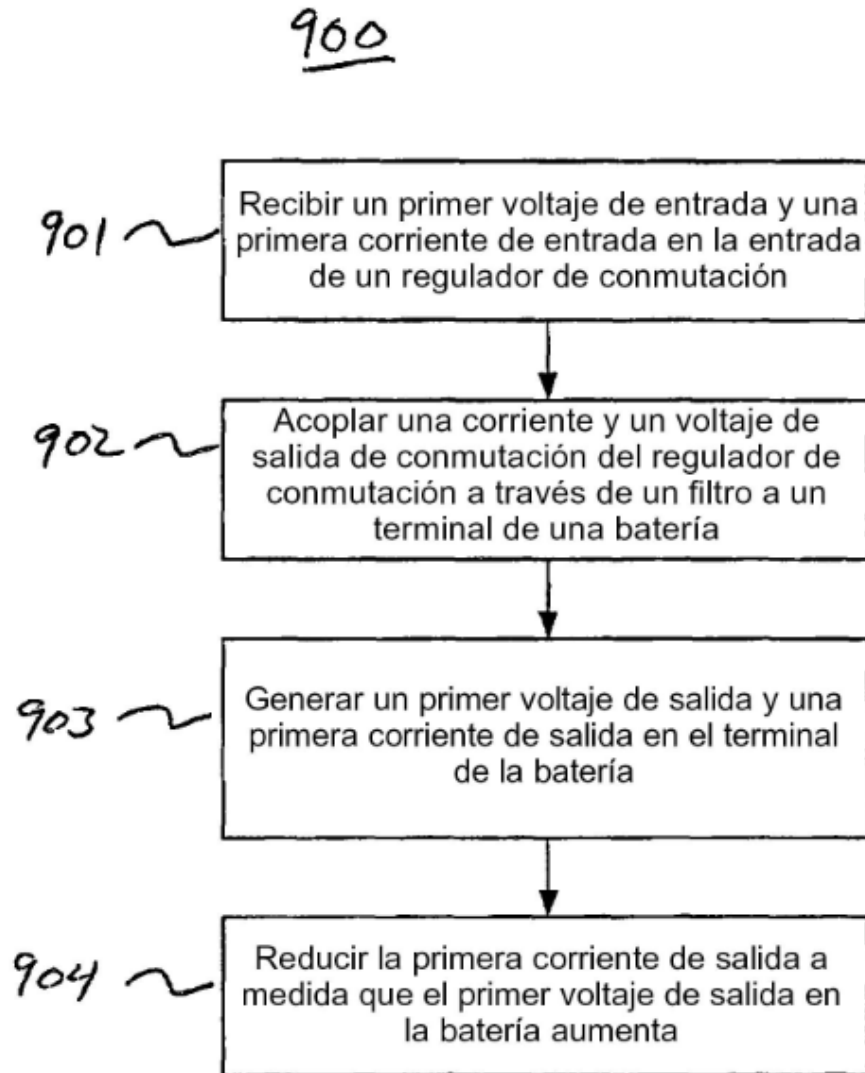 900
901
Recibir un primer voltaje de entrada y una
primera corriente de entrada en la entrada
de un regulador de conmutación
902
Acoplar una corriente y un voltaje de
salida de conmutación del regulador de
conmutación a través de un filtro a un
terminal de una batería
903
Generar un primer voltaje de salida y una
primera corriente de salida en el terminal
de la batería
904
Reducir la primera corriente de salida a
medida que el primer voltaje de salida en
la batería aumenta